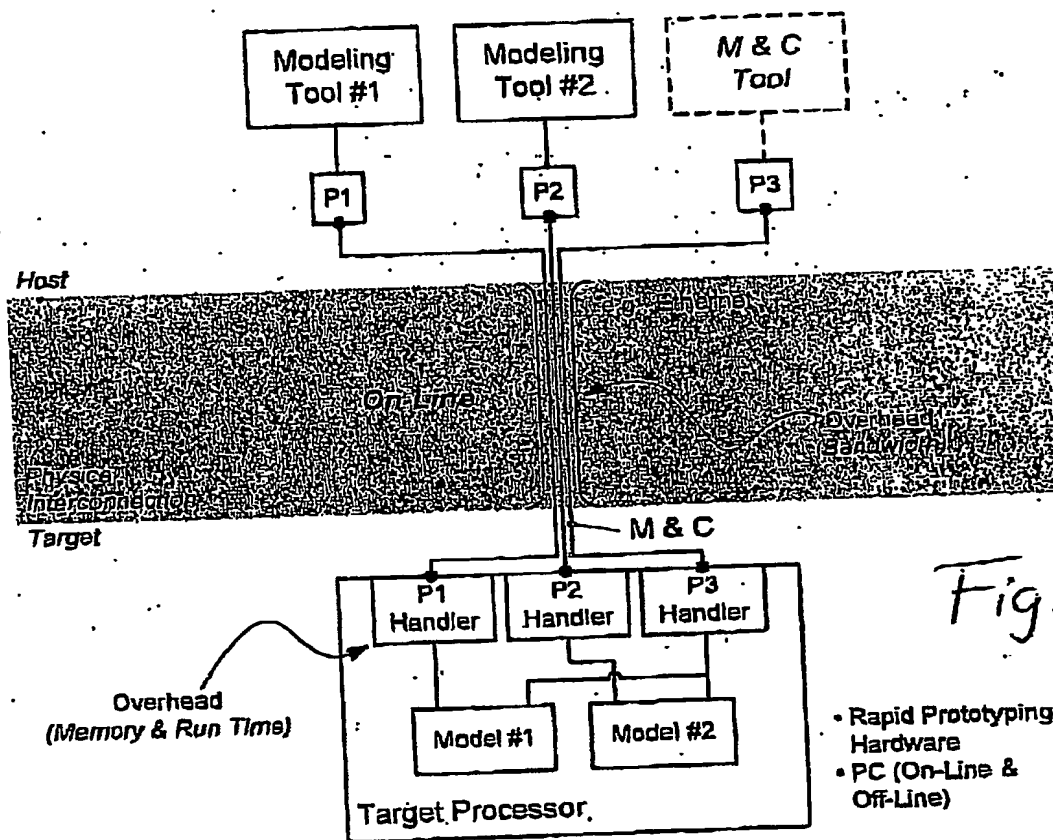 Modeling
Tool #1
Modeling
Tool #2
M & C
Tool
P1
P2
P3
Host
e.g., Ethernet
On-Line
Overhead
Bandwidth
Physical
Interconnection
Target
M & C
P1
Handler
P2
Handler
P3
Handler
Fig.
Overhead
(Memory & Run Time)
Model #1
Model #2
• Rapid Prototyping
Hardware
• PC (On-Line &
Off-Line)
Target Processor